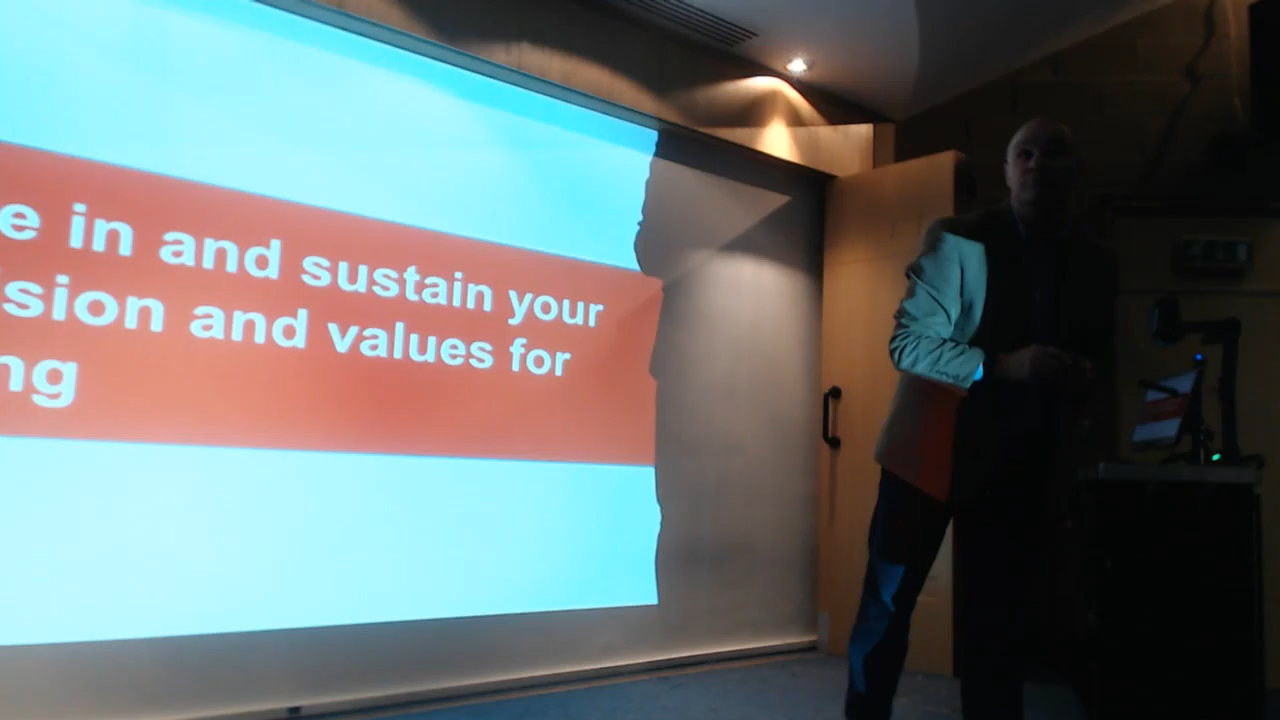 e in and sustain your
sion and values for
ng